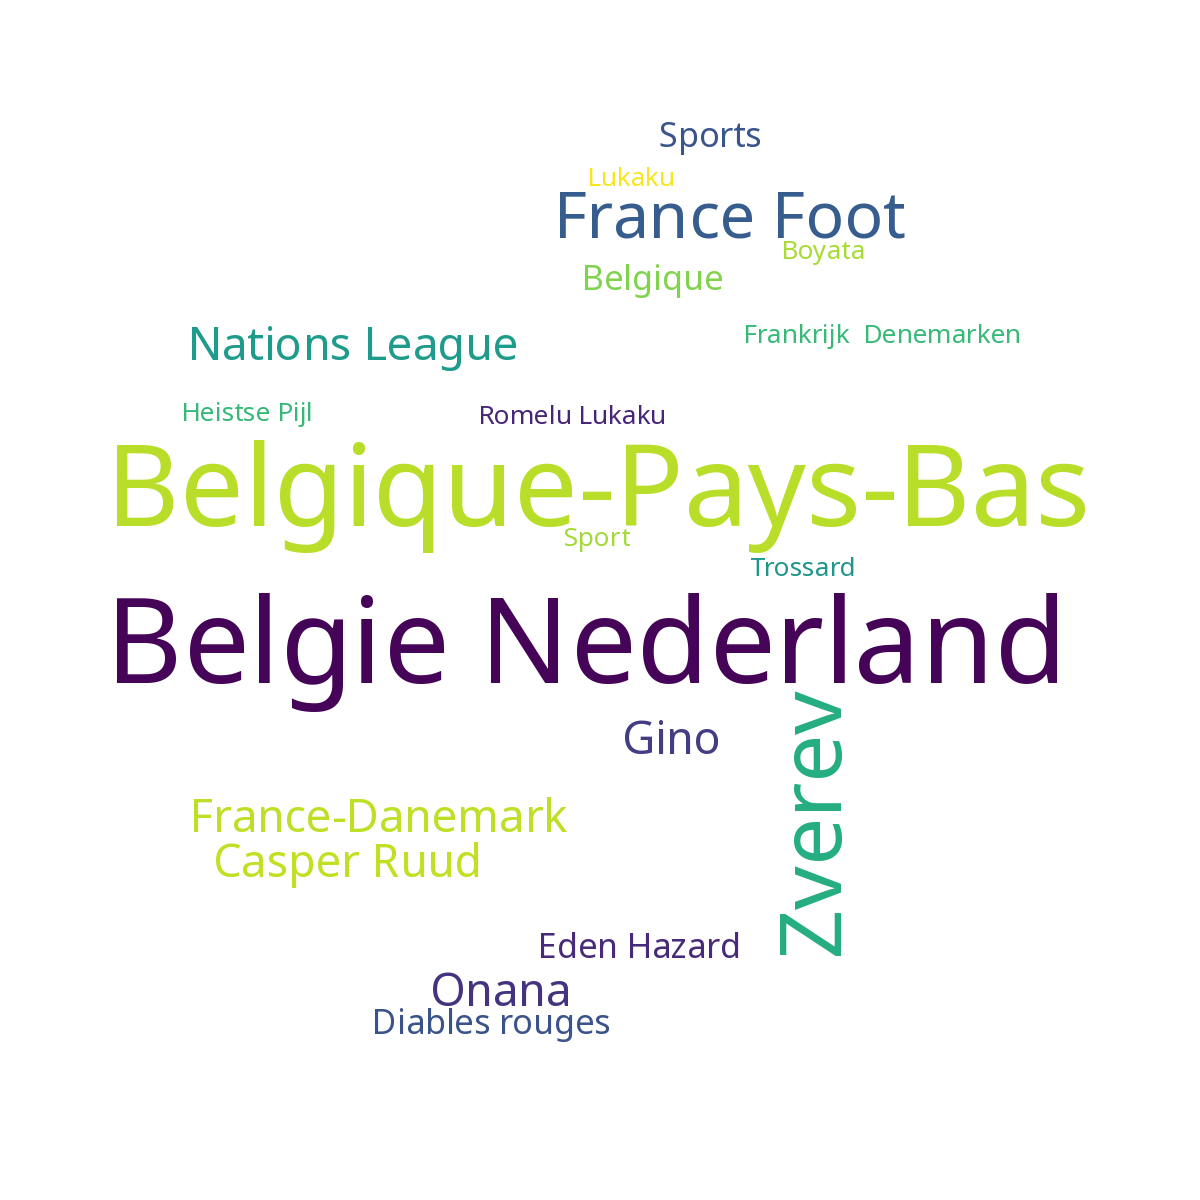 Sports
Lukaku
France Foot
Boyata
Belgique
Frankrijk Denemarken
Nations League
Heistse Pijl
Romelu Lukaku
Belgique-Pays-Bas
Sport
Trossard
Belgie Nederland
Gino
Zverev
France-Danemark
Casper Ruud
Eden Hazard
Onana
Diables rouges